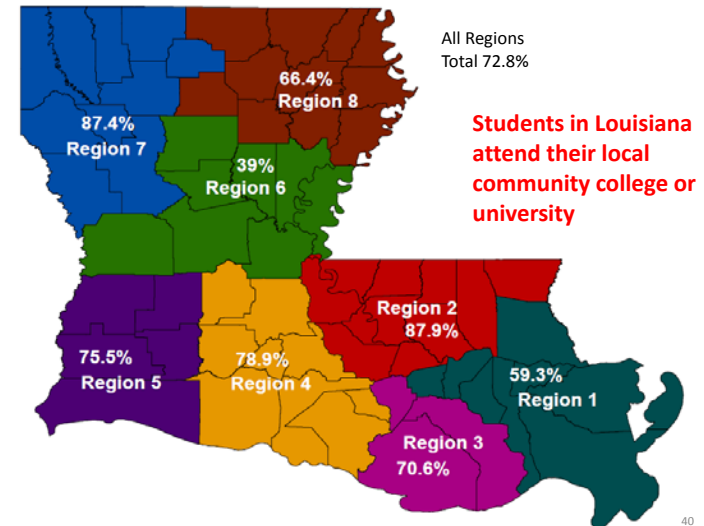 All Regions
Total 72.8%
Students in Louisiana
attend their local
community college or
university
66.4%
Region 8
87.4%
Region 7
39%
Region 6
Region 2
87.9%
75.5%
Region 5
78.9%
Region 4
59.3%
Region 1
Region 3
70.6%
40